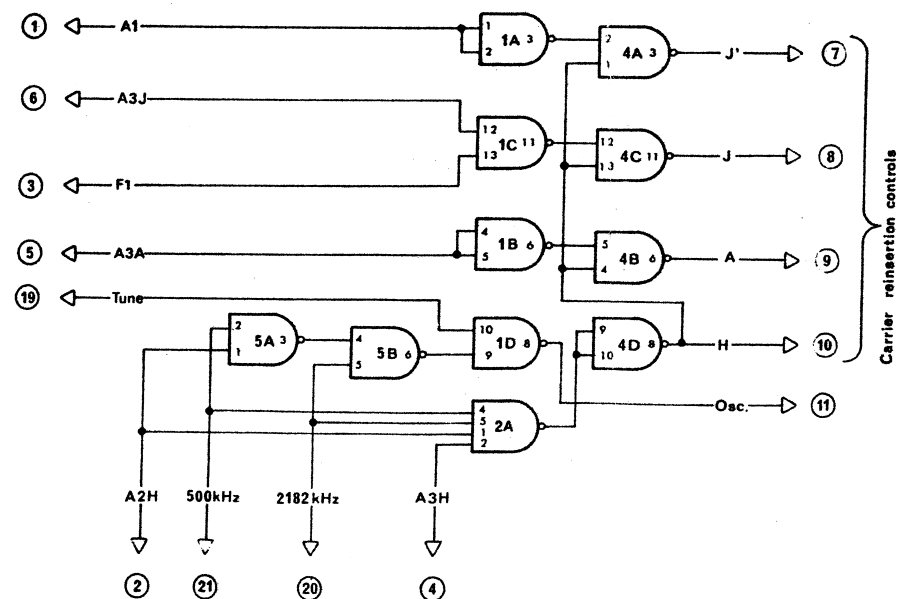 1 A1 1 2 1A 3 2 1 4A 3 J' 7
6 A3J 12 13 1C 11 12 13 4C 11 J 8
3 F1
5 A3A 4 5 1B 6 5 4 4B 6 A 9
19 Tune
2 1 5A 3 4 5 5B 6 10 9 1D 8 9 10 4D 8 H 10
4 5 1 2 2A Osc. 11
A2H 500kHz 2182kHz A3H
2 21 20 4
Carrier reinsertion controls